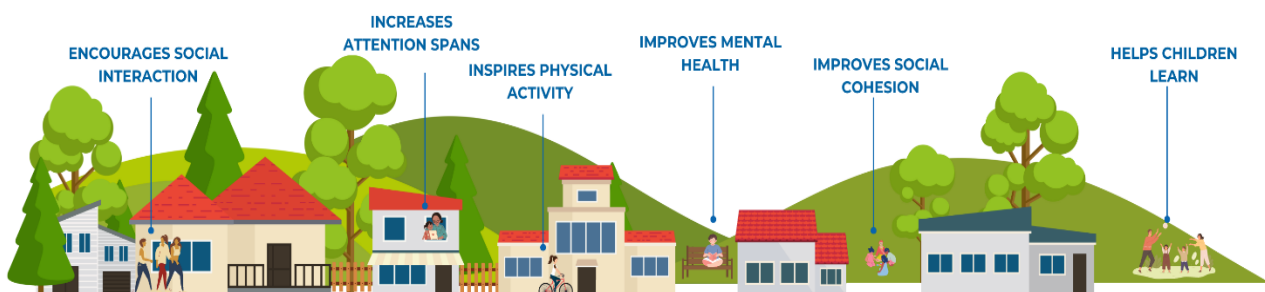 ENCOURAGES SOCIAL
INTERACTION
INCREASES
ATTENTION SPANS
INSPIRES PHYSICAL
ACTIVITY
IMPROVES MENTAL
HEALTH
IMPROVES SOCIAL
COHESION
HELPS CHILDREN
LEARN